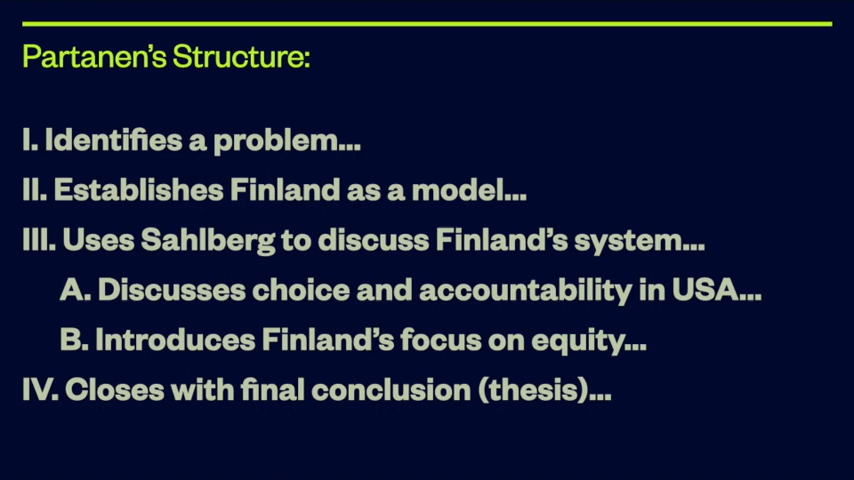 Partanen's Structure:
I. Identifies a problem...
II. Establishes Finland as a model...
III. Uses Sahlberg to discuss Finland's system...
A. Discusses choice and accountability in USA...
B. Introduces Finland's focus on equity...
IV. Closes with final conclusion (thesis)...